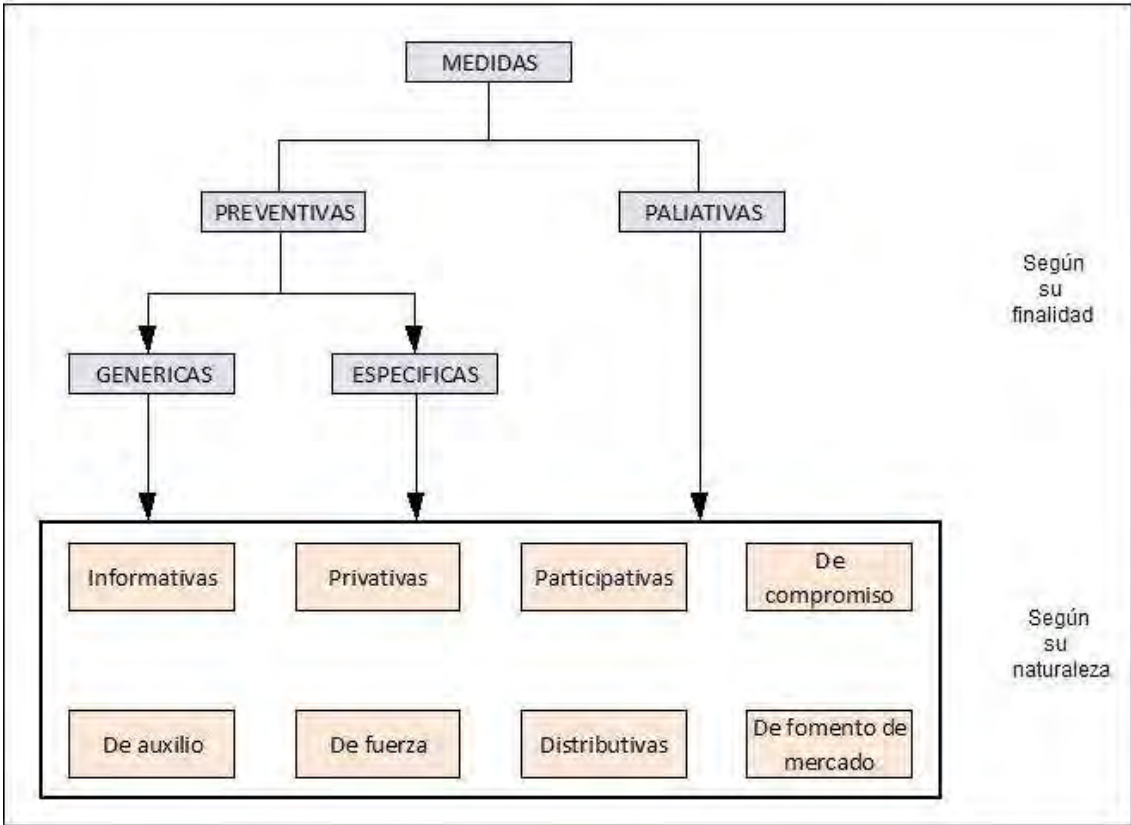 MEDIDAS
PREVENTIVAS
PALIATIVAS
Según
su
finalidad
GENERICAS
ESPECIFICAS
Informativas
Privativas
Participativas
De
compromiso
Según
su
naturaleza
De auxilio
De fuerza
Distributivas
De fomento de
mercado